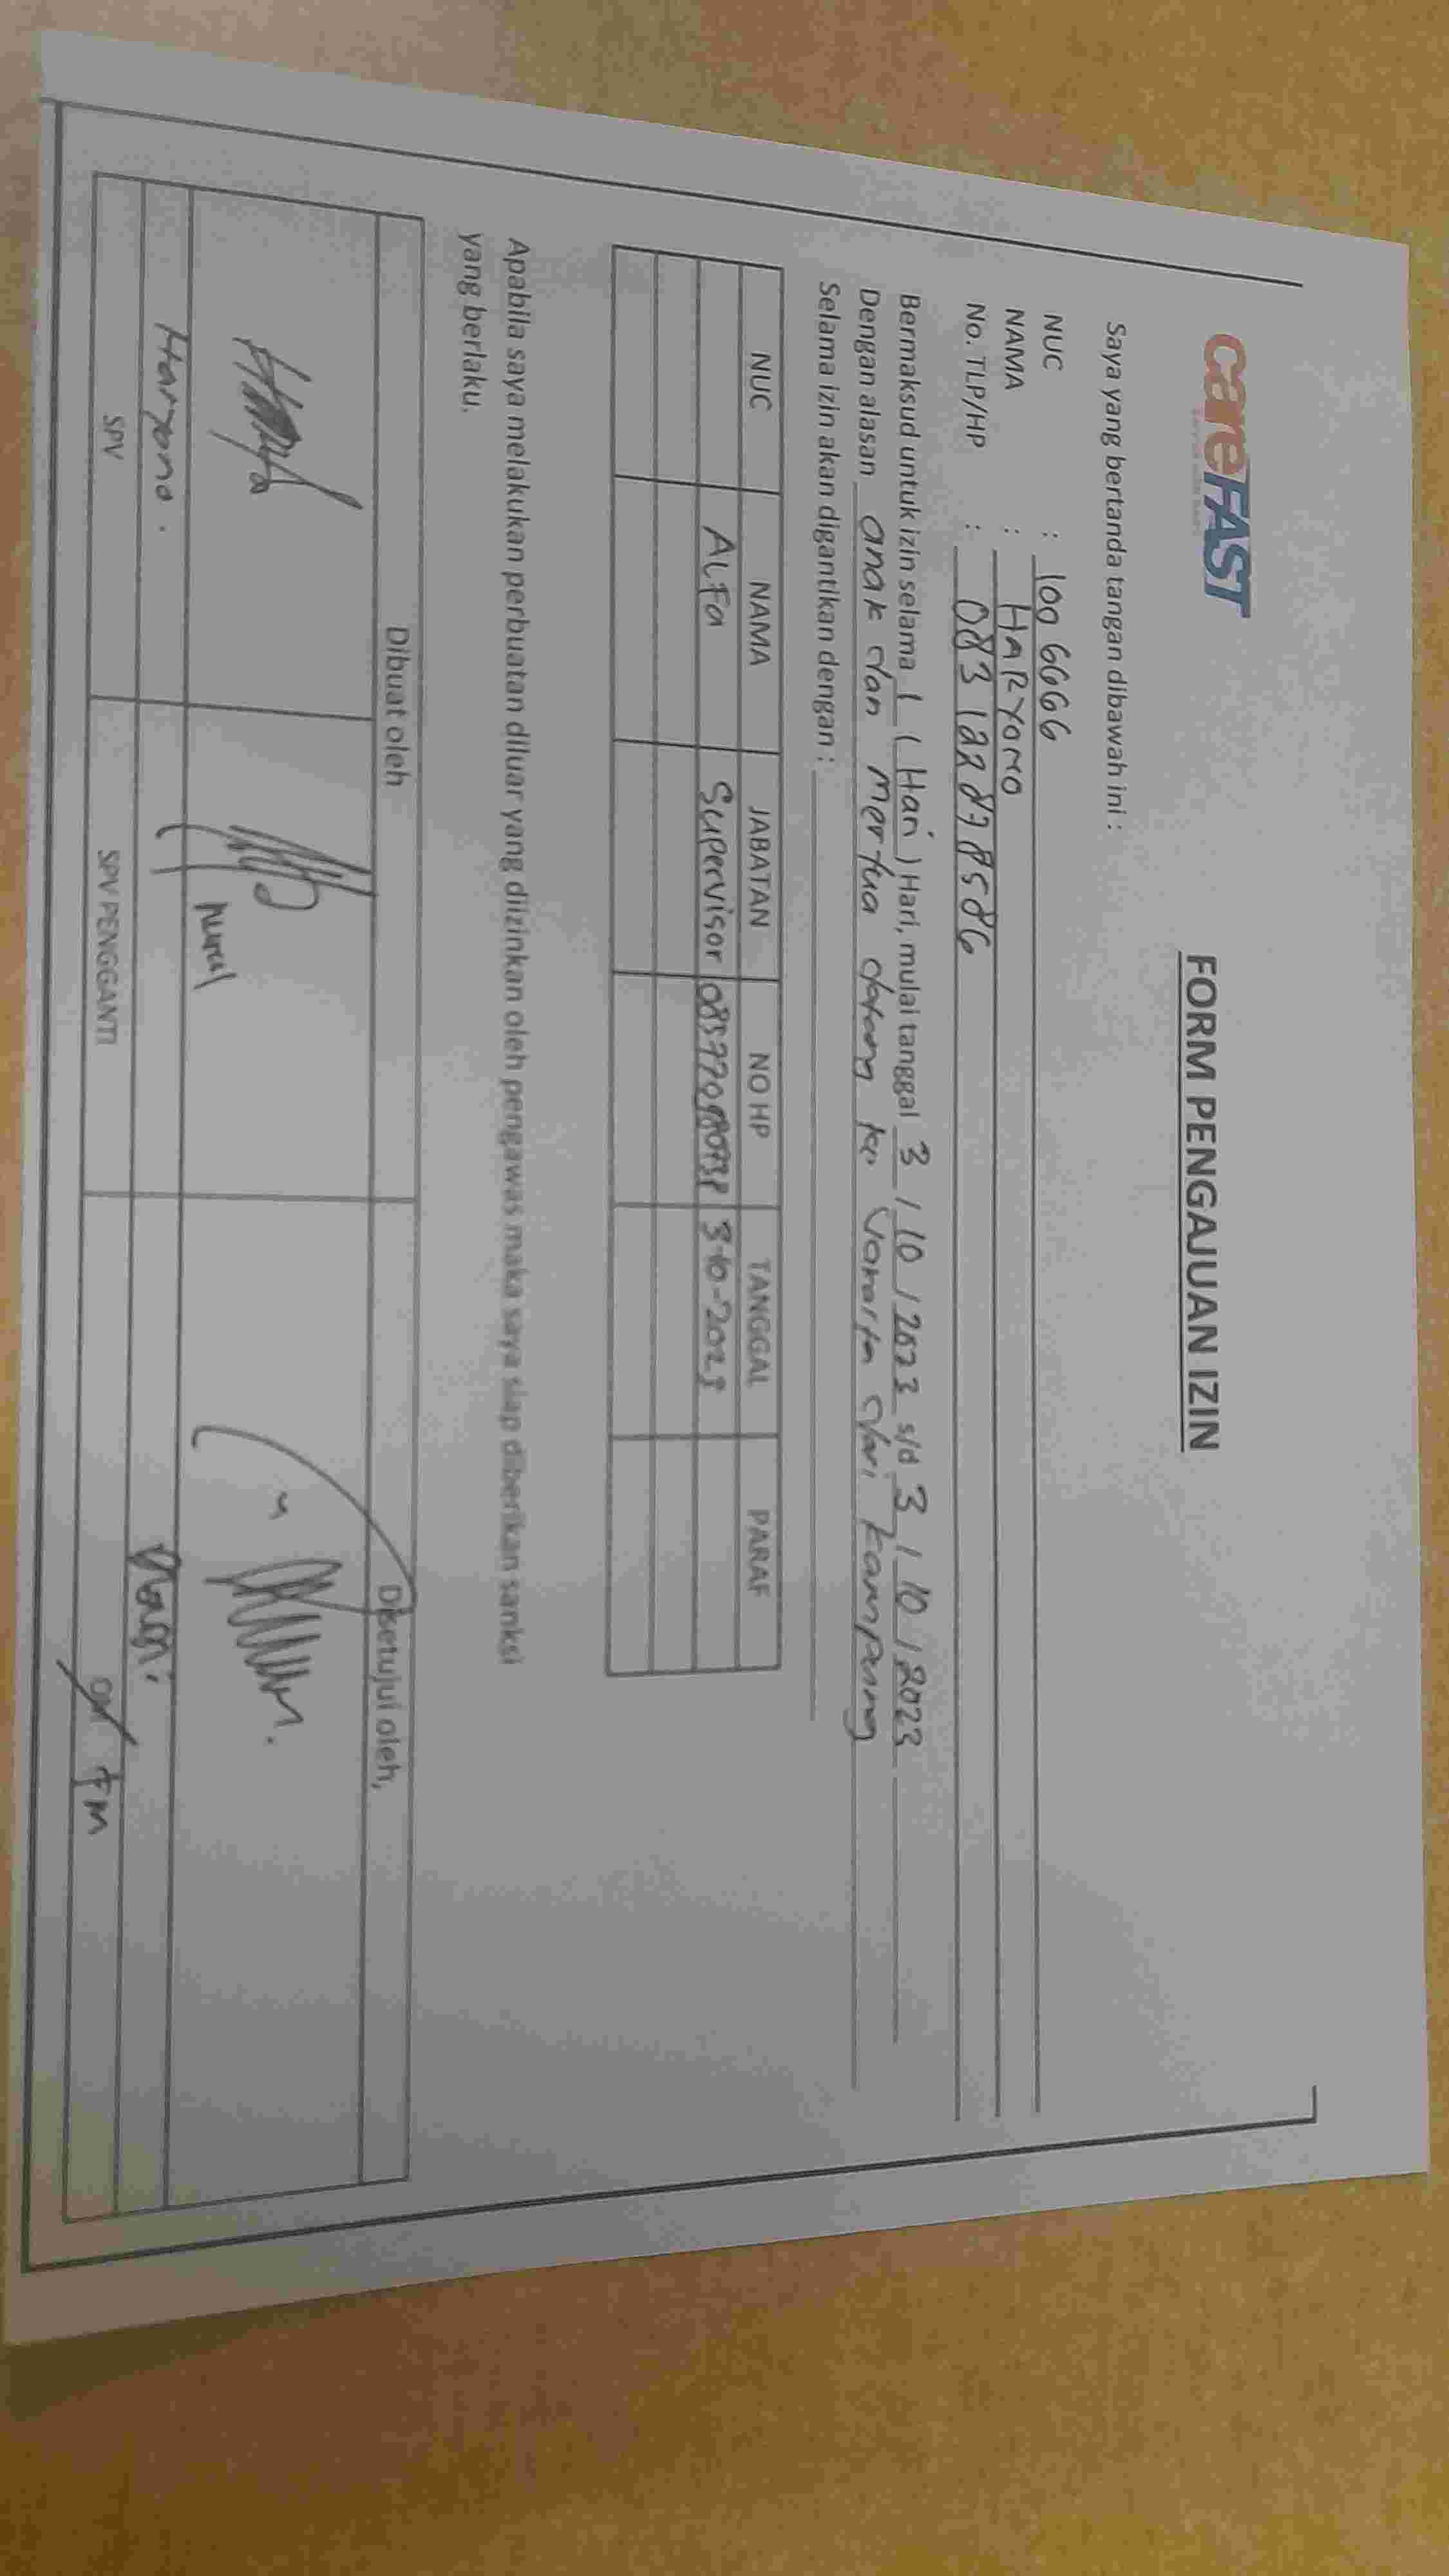 careFAST
FORM PENGAJUAN IZIN
Saya yang bertanda tangan dibawah ini :
NUC : 100 6666
NAMA : HARYONO
No. TLP/HP : 083 122878586
Bermaksud untuk izin selama 1 ( Hari ) Hari, mulai tanggal 3 / 10 / 2023 s/d 3 / 10 / 2023
Dengan alasan anak dan Mertua datang ke Jakarta dari kampung
Selama izin akan digantikan dengan :
NUC NAMA JABATAN NO HP TANGGAL PARAF
ALFa Supervisor 3-10-2023
Apabila saya melakukan perbuatan diluar yang diizinkan oleh pengawas maka saya siap diberikan sanksi
yang berlaku.
Dibuat oleh Disetujui oleh,
nurul
Haryono.
SPV SPV PENGGANTI OM FM